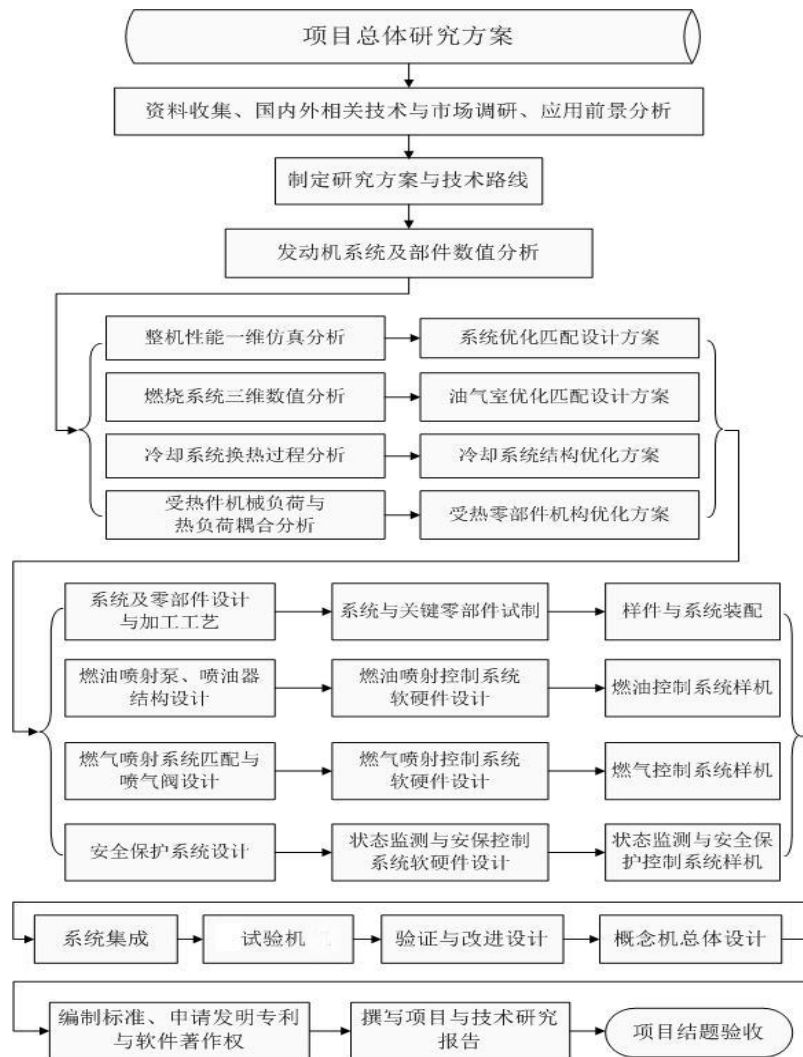 项目总体研究方案
资料收集、国内外相关技术与市场调研、应用前景分析
制定研究方案与技术路线
发动机系统及部件数值分析
整机性能一维仿真分析
系统优化匹配设计方案
燃烧系统三维数值分析
油气室优化匹配设计方案
冷却系统换热过程分析
冷却系统结构优化方案
受热件机械负荷与
热负荷耦合分析
受热零部件机构优化方案
系统及零部件设计
与加工工艺
系统与关键零部件试制
样件与系统装配
燃油喷射泵、喷油器
结构设计
燃油喷射控制系统
软硬件设计
燃油控制系统样机
燃气喷射系统匹配与
喷气阀设计
燃气喷射控制系统
软硬件设计
燃气控制系统样机
安全保护系统设计
状态监测与安保控制
系统软硬件设计
状态监测与安全保
护控制系统样机
系统集成
试验机
验证与改进设计
概念机总体设计
编制标准、申请发明专利
与软件著作权
撰写项目与技术研究
报告
项目结题验收